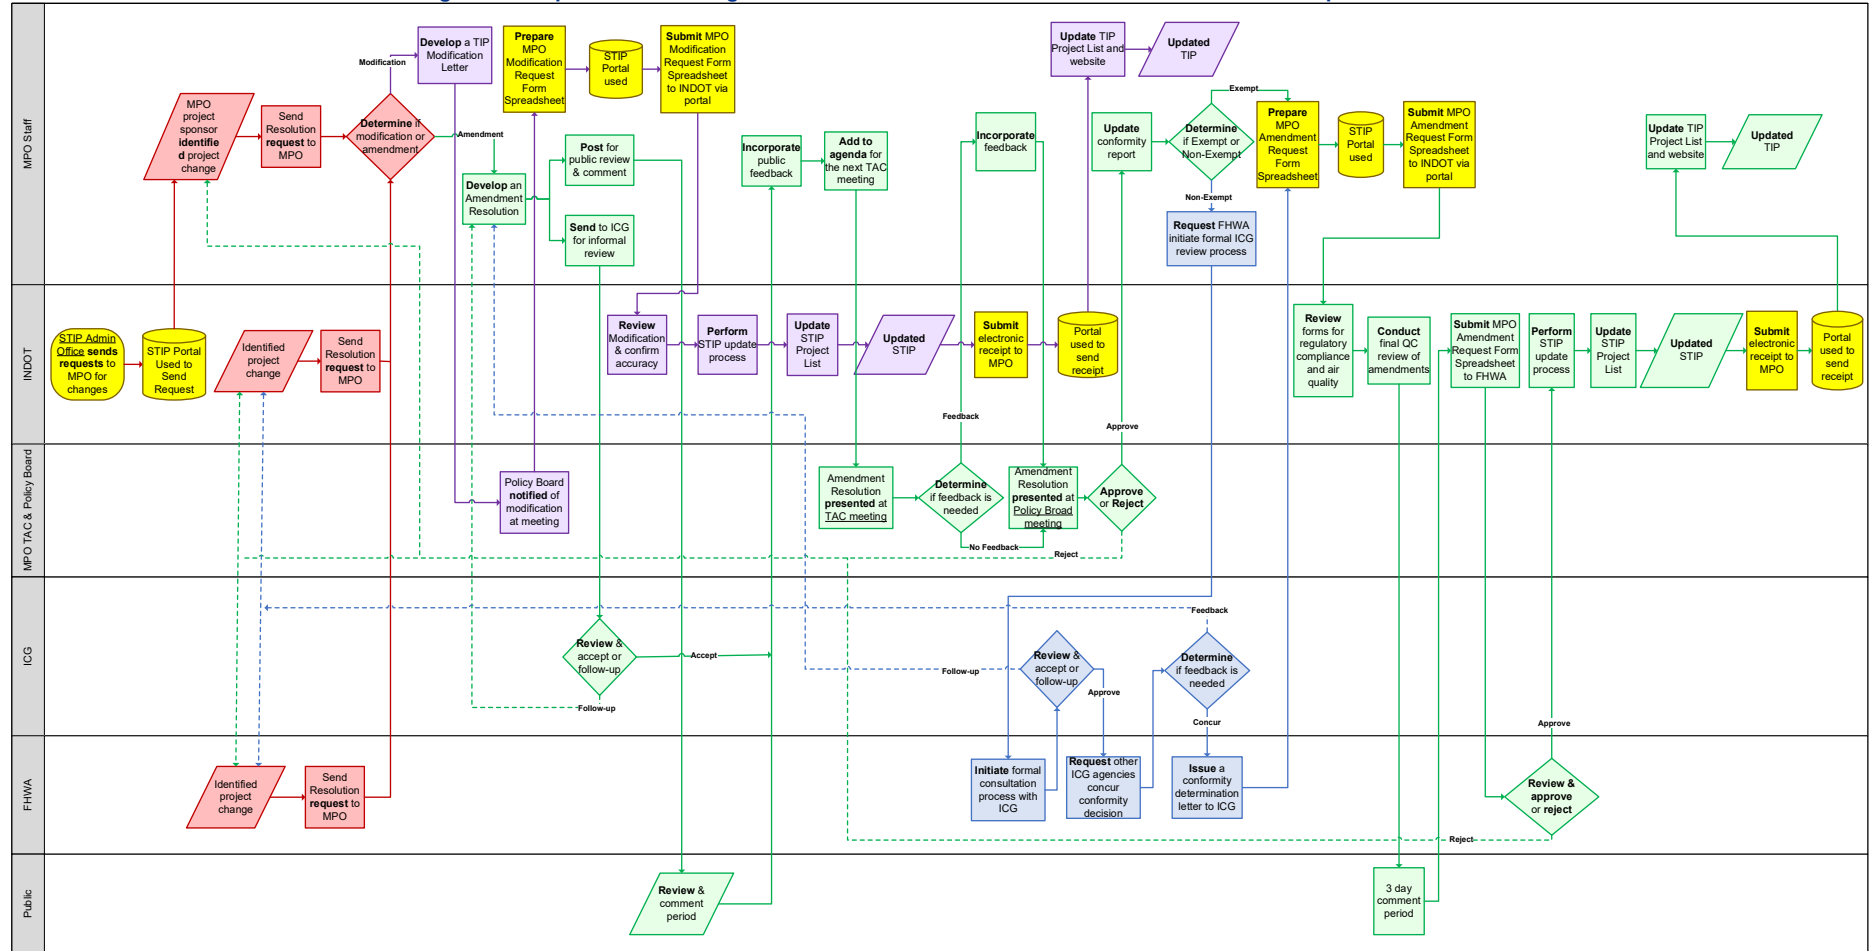 MPO Staff
Modification
Develop a TIP
Modification
Letter
Prepare
MPO
Modification
Request
Form
Spreadsheet
STIP
Portal
used
Submit MPO
Modification
Request Form
Spreadsheet
to INDOT via
portal
Update TIP
Project List and
website
Updated
TIP
MPO
project
sponsor
identifie
d project
change
Send
Resolution
request to
MPO
Determine if
modification or
amendment
Amendment
Develop an
Amendment
Resolution
Post for
public review
& comment
Send to ICG
for informal
review
Incorporate
public
feedback
Add to
agenda for
the next TAC
meeting
Incorporate
feedback
Update
conformity
report
Determine
if Exempt or
Non-Exempt
Exempt
Non-Exempt
Request FHWA
initiate formal ICG
review process
Prepare
MPO
Amendment
Request
Form
Spreadsheet
STIP
Portal
used
Submit MPO
Amendment
Request Form
Spreadsheet
to INDOT via
portal
Update TIP
Project List
and website
Updated
TIP
INDOT
STIP Admin
Office sends
requests to
MPO for
changes
STIP Portal
Used to
Send
Request
Identified
project
change
Send
Resolution
request to
MPO
Review
Modification
& confirm
accuracy
Perform
STIP update
process
Update
STIP
Project
List
Updated
STIP
Submit
electronic
receipt to
MPO
Portal
used to
send
receipt
Review
forms for
regulatory
compliance
and air
quality
Conduct
final QC
review of
amendments
Submit MPO
Amendment
Request Form
Spreadsheet
to FHWA
Perform
STIP
update
process
Update
STIP
Project
List
Updated
STIP
Submit
electronic
receipt to
MPO
Portal
used to
send
receipt
Feedback
Approve
MPO TAC & Policy Board
Policy Board
notified of
modification
at meeting
Amendment
Resolution
presented at
TAC meeting
Determine
if feedback is
needed
No Feedback
Amendment
Resolution
presented at
Policy Broad
meeting
Approve
or Reject
Reject
ICG
Review &
accept or
follow-up
Accept
Follow-up
Follow-up
Review &
accept or
follow-up
Approve
Feedback
Determine
if feedback is
needed
Concur
Approve
FHWA
Identified
project
change
Send
Resolution
request to
MPO
Initiate formal
consultation
process with
ICG
Request other
ICG agencies
concur
conformity
decision
Issue a
conformity
determination
letter to ICG
Review &
approve
or reject
Reject
Public
Review &
comment
period
3 day
comment
period